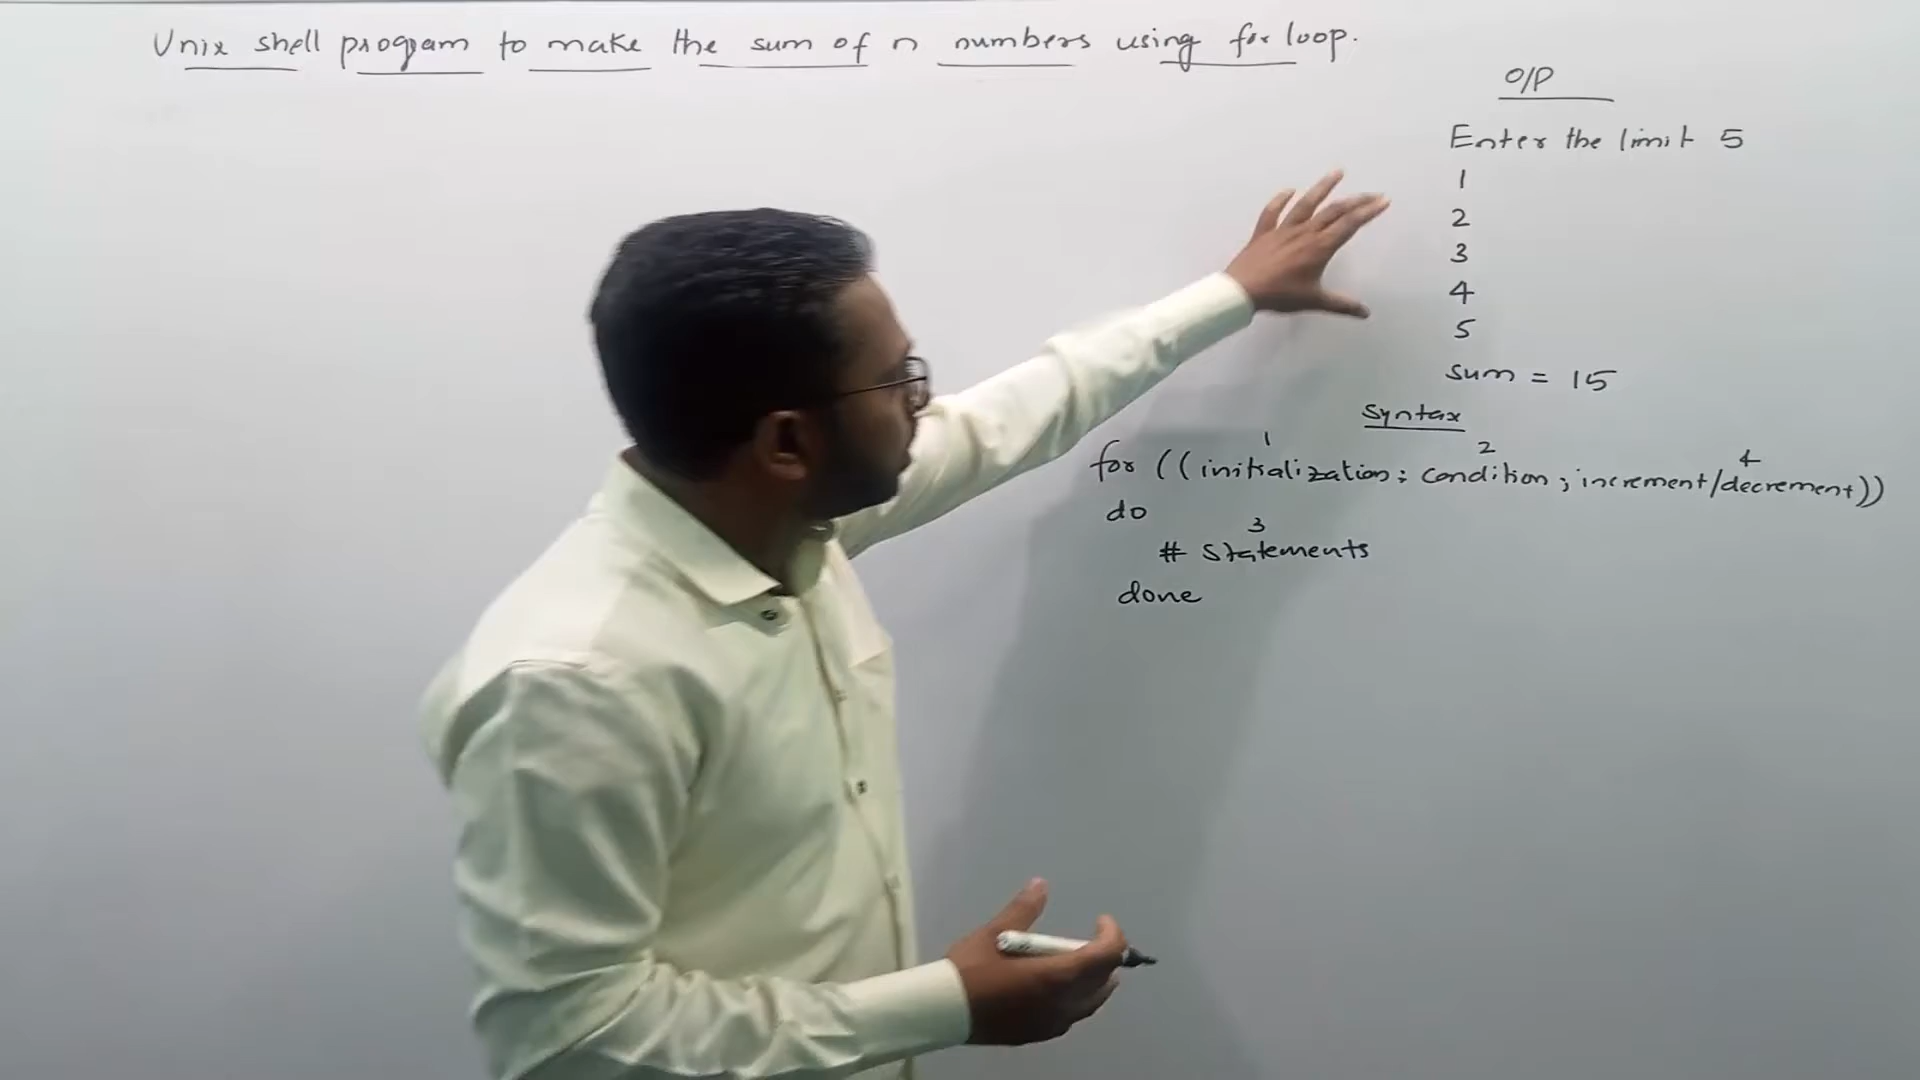 Unix shell program to make the sum of n numbers using for loop.
O/P
Enter the limit 5
1
2
3
4
5
sum = 15
Syntax
1 2 4
for ((initialization; condition; increment/decrement))
do
3
# Statements
done